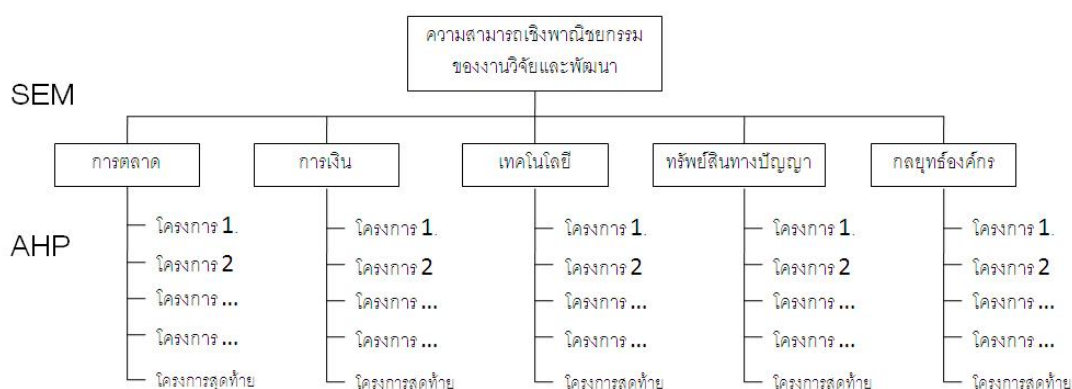 ความสามารถเชิงพาณิชยกรรม
ของงานวิจัยและพัฒนา
SEM
การตลาด
การเงิน
เทคโนโลยี
ทรัพย์สินทางปัญญา
กลยุทธ์องค์กร
AHP
โครงการ 1.
โครงการ 2
โครงการ ...
โครงการ ...
โครงการสุดท้าย
โครงการ 1.
โครงการ 2
โครงการ ...
โครงการ ...
โครงการสุดท้าย
โครงการ 1.
โครงการ 2
โครงการ ...
โครงการ ...
โครงการสุดท้าย
โครงการ 1.
โครงการ 2
โครงการ ...
โครงการ ...
โครงการสุดท้าย
โครงการ 1.
โครงการ 2
โครงการ ...
โครงการ ...
โครงการสุดท้าย